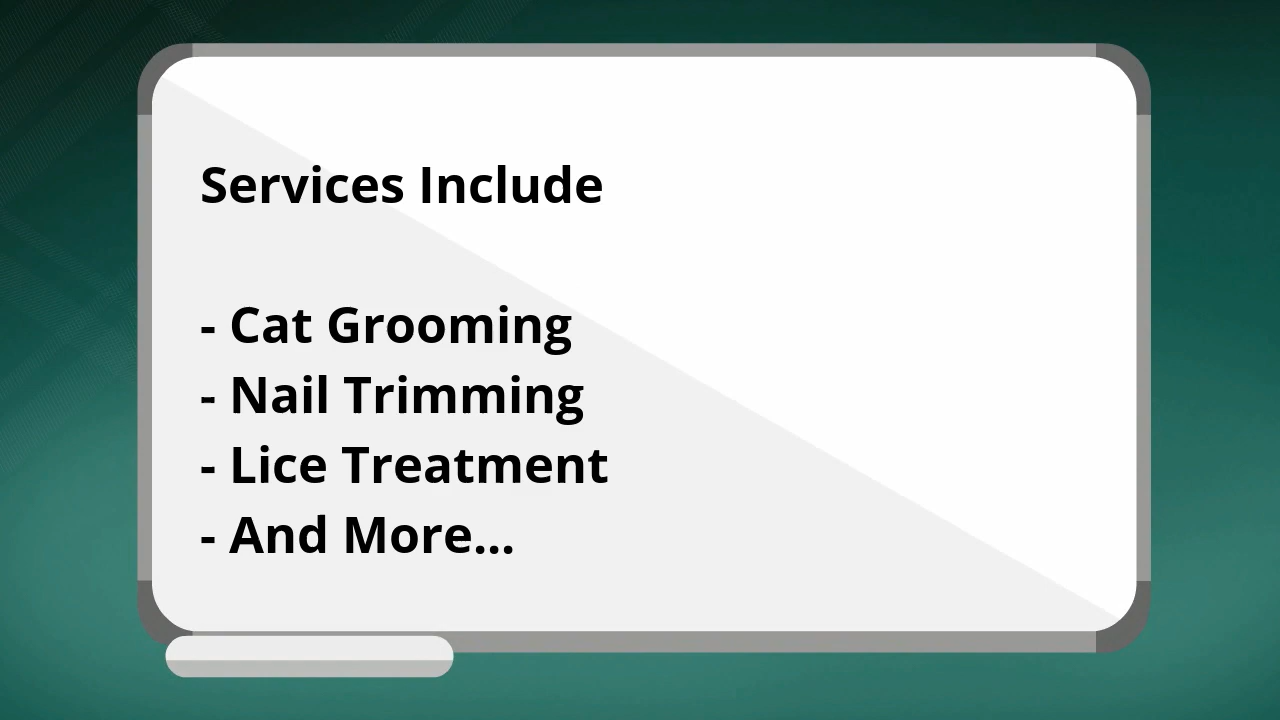 Services Include
- Cat Grooming
- Nail Trimming
- Lice Treatment
- And More...